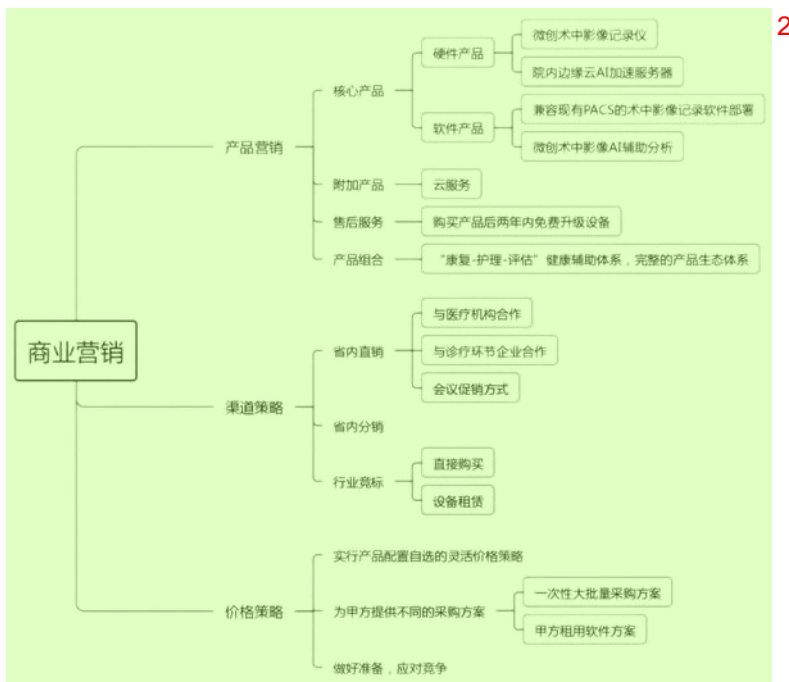 2
微创术中影像记录仪
硬件产品
院内边缘云AI加速服务器
核心产品
兼容现有PACS的术中影像记录软件部署
软件产品
微创术中影像AI辅助分析
产品营销
附加产品
云服务
售后服务
购买产品后两年内免费升级设备
产品组合
“康复-护理-评估”健康辅助体系,完整的产品生态体系
商业营销
与医疗机构合作
省内直销
与诊疗环节企业合作
会议促销方式
渠道策略
省内分销
直接购买
行业竞标
设备租赁
实行产品配置自选的灵活价格策略
价格策略
为甲方提供不同的采购方案
一次性大批量采购方案
甲方租用软件方案
做好准备,应对竞争